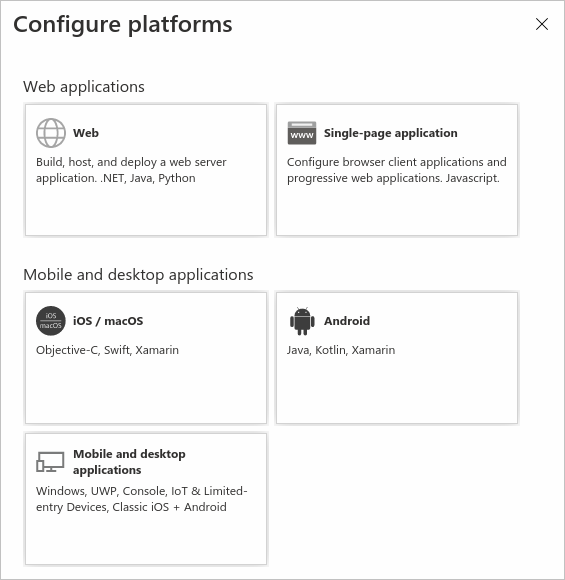 Configure platforms
Web applications
Web
Build, host, and deploy a web server
application. .NET, Java, Python
www
Single-page application
Configure browser client applications and
progressive web applications. Javascript.
Mobile and desktop applications
iOS
macOS
iOS / macOS
Objective-C, Swift, Xamarin
Android
Java, Kotlin, Xamarin
Mobile and desktop
applications
Windows, UWP, Console, IoT & Limited-
entry Devices, Classic iOS + Android